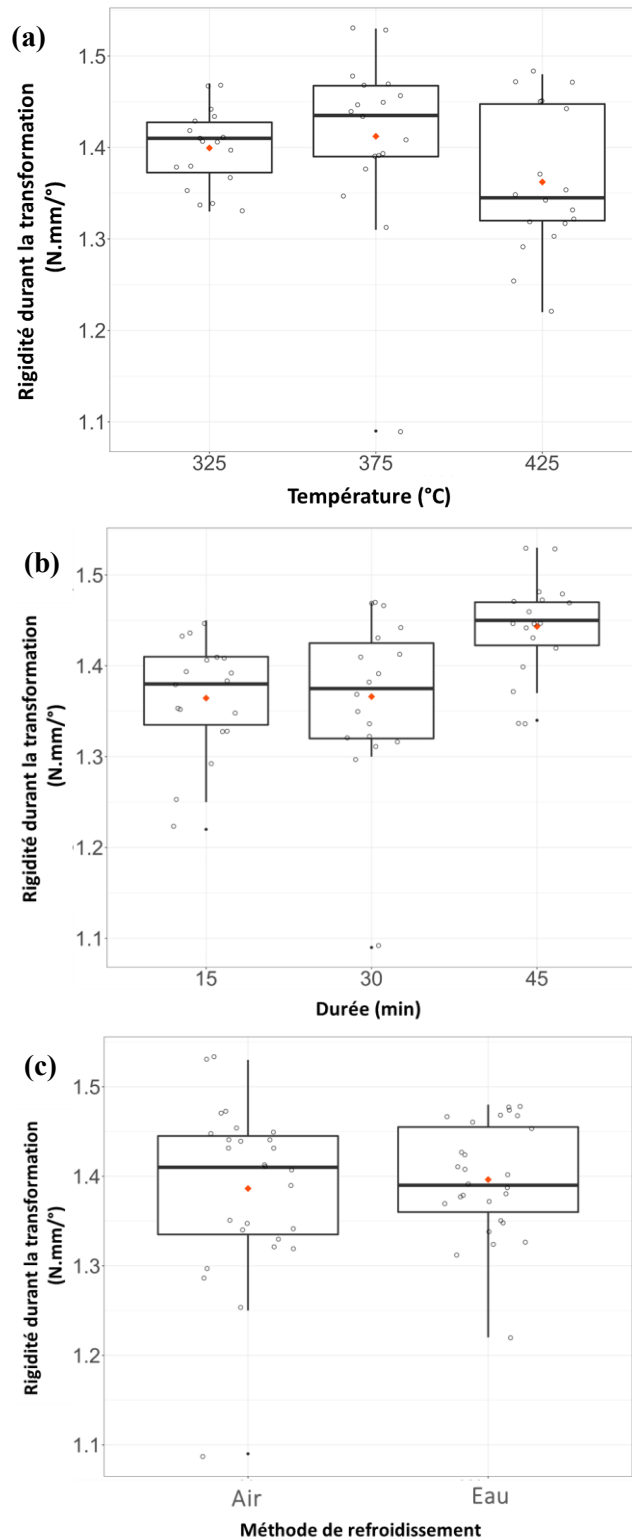 (a)
Rigidité durant la transformation
(N.mm/°)
1.5
1.4
1.3
1.2
1.1
325
375
425
Température (°C)
(b)
Rigidité durant la transformation
(N.mm/°)
1.5
1.4
1.3
1.2
1.1
15
30
45
Durée (min)
(c)
Rigidité durant la transformation
(N.mm/°)
1.5
1.4
1.3
1.2
1.1
Air
Eau
Méthode de refroidissement